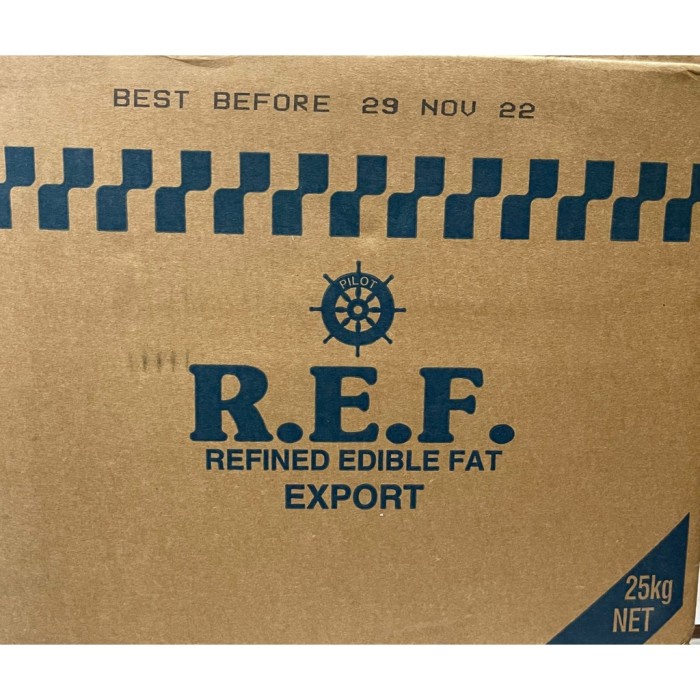 BEST BEFORE 29 NOV 22
PILOT
R.E.F.
REFINED EDIBLE FAT
EXPORT
25kg
NET